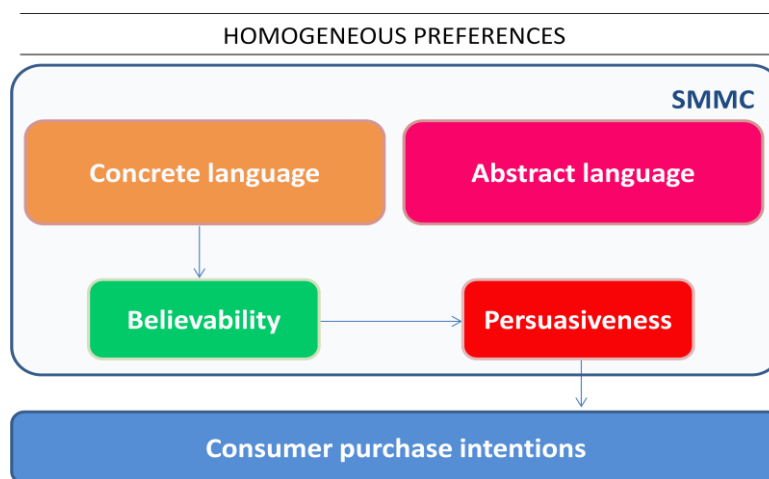 HOMOGENEOUS PREFERENCES
SMMC
Concrete language
Abstract language
Believability
Persuasiveness
Consumer purchase intentions